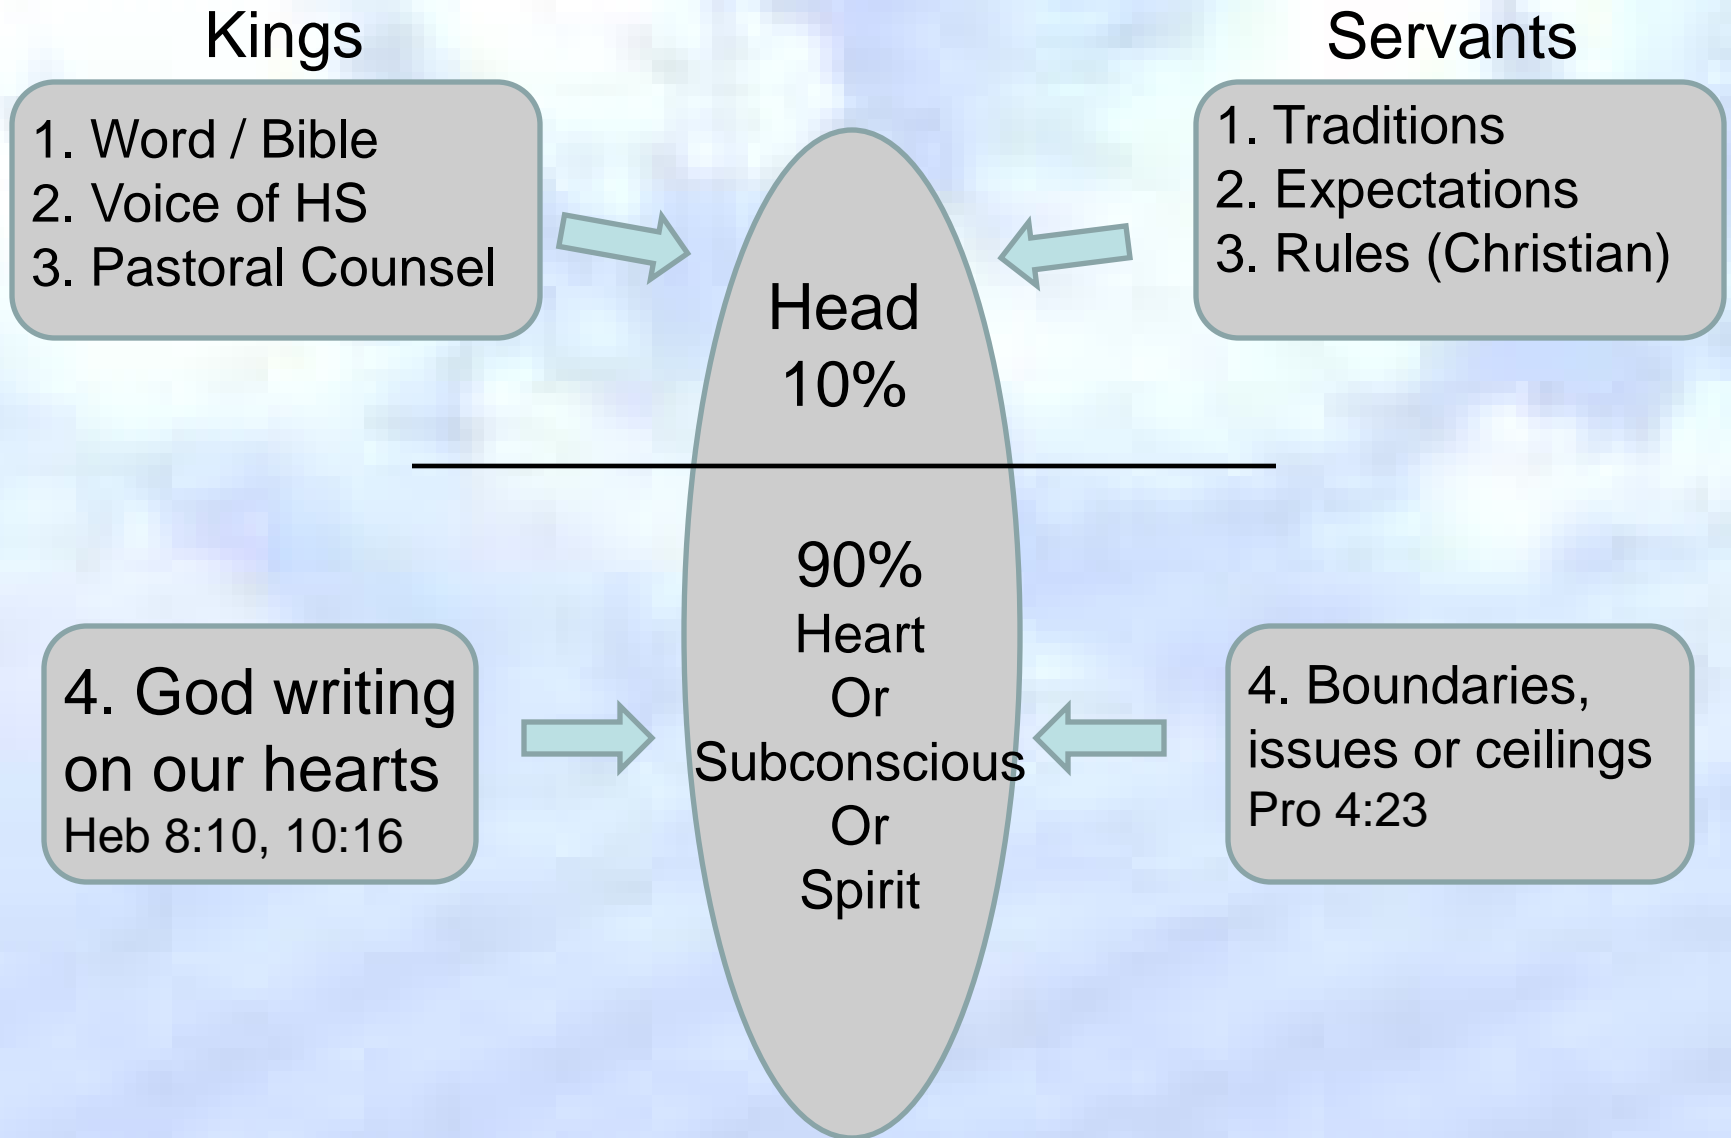 Kings
1. Word / Bible
2. Voice of HS
3. Pastoral Counsel
Servants
1. Traditions
2. Expectations
3. Rules (Christian)
Head
10%
90%
Heart
Or
Subconscious
Or
Spirit
4. God writing
on our hearts
Heb 8:10, 10:16
4. Boundaries,
issues or ceilings
Pro 4:23